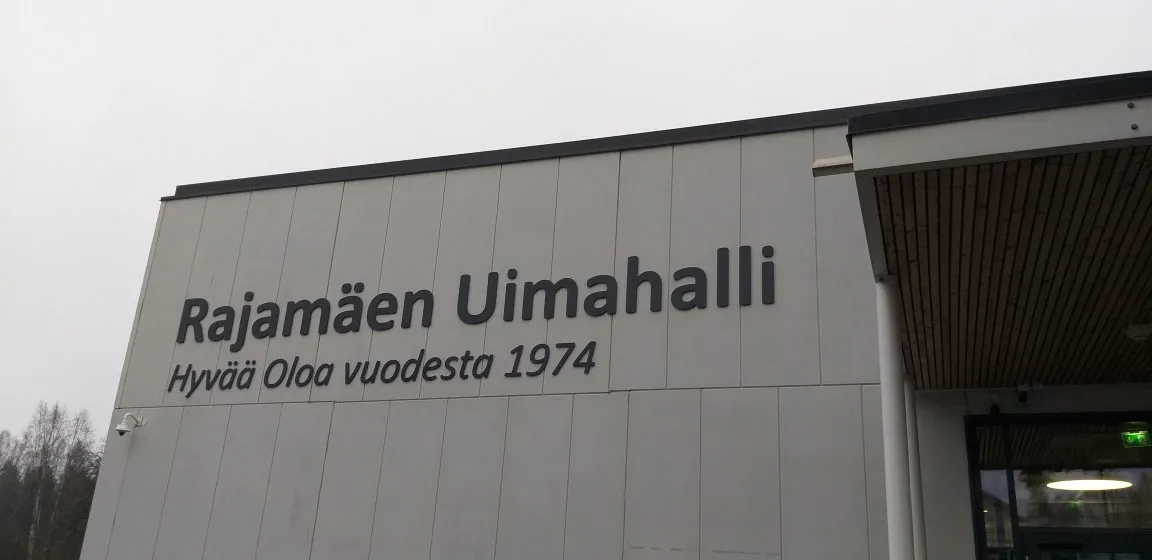 Rajamäen Uimahalli
Hyvää Oloa vuodesta 1974